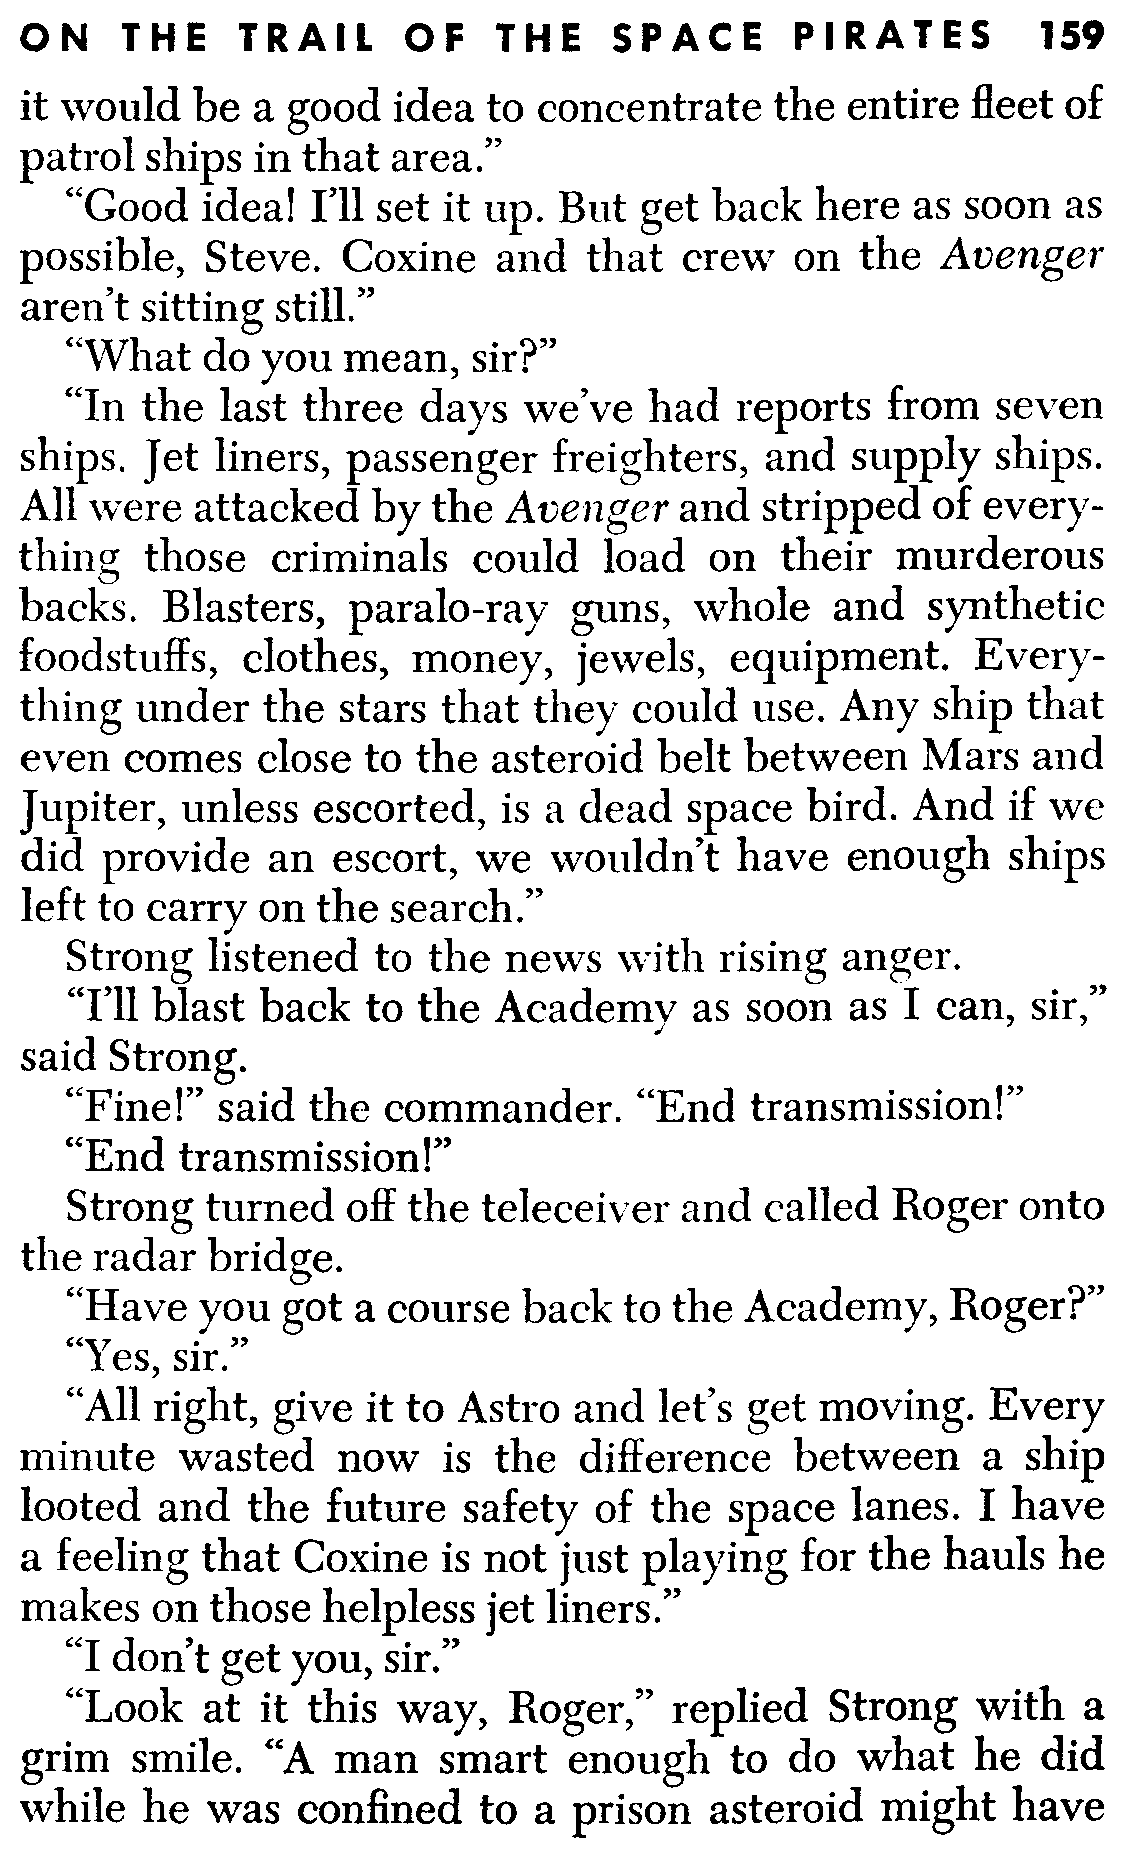 ON THE TRAIL OF THE SPACE PIRATES 159
it would be a good idea to concentrate the entire fleet of
patrol ships in that area.”
“Good idea! I’ll set it up. But get back here as soon as
possible, Steve. Coxine and that crew on the Avenger
aren’t sitting still.”
“What do you mean, sir?”
“In the last three days we’ve had reports from seven
ships. Jet liners, passenger freighters, and supply ships.
All were attacked by the Avenger and stripped of every-
thing those criminals could load on their murderous
backs. Blasters, paralo-ray guns, whole and synthetic
foodstuffs, clothes, money, jewels, equipment. Every-
thing under the stars that they could use. Any ship that
even comes close to the asteroid belt between Mars and
Jupiter, unless escorted, is a dead space bird. And if we
did provide an escort, we wouldn’t have enough ships
left to carry on the search.”
Strong listened to the news with rising anger.
“I’ll blast back to the Academy as soon as I can, sir,”
said Strong.
“Fine!” said the commander. “End transmission!”
“End transmission!”
Strong turned off the teleceiver and called Roger onto
the radar bridge.
“Have you got a course back to the Academy, Roger?”
“Yes, sir.”
“All right, give it to Astro and let’s get moving. Every
minute wasted now is the difference between a ship
looted and the future safety of the space lanes. I have
a feeling that Coxine is not just playing for the hauls he
makes on those helpless jet liners.”
“I don’t get you, sir.”
“Look at it this way, Roger,” replied Strong with a
grim smile. “A man smart enough to do what he did
while he was confined to a prison asteroid might have